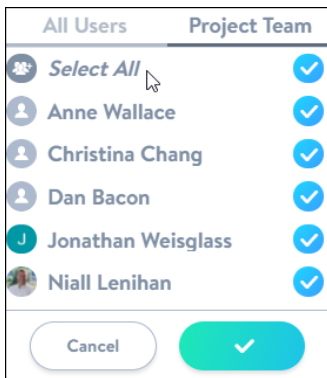 All Users Project Team
Select All
Anne Wallace
Christina Chang
Dan Bacon
J Jonathan Weisglass
Niall Lenihan
Cancel